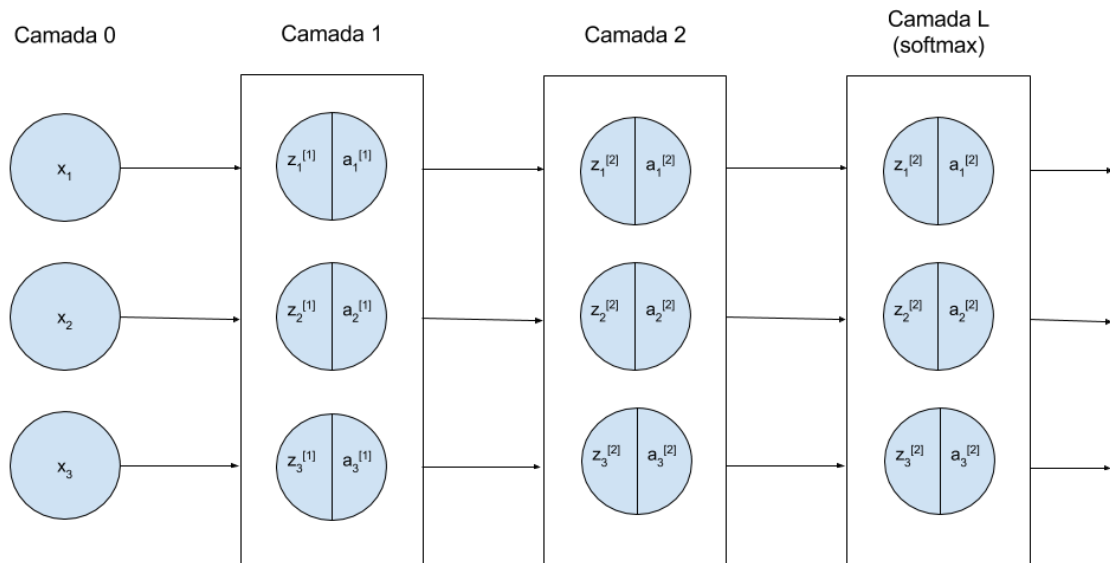 Camada 0
Camada 1
Camada 2
Camada L
(softmax)
x₁
z₁[1] a₁[1]
z₁[2] a₁[2]
z₁[2] a₁[2]
x₂
z₂[1] a₂[1]
z₂[2] a₂[2]
z₂[2] a₂[2]
x₃
z₃[1] a₃[1]
z₃[2] a₃[2]
z₃[2] a₃[2]